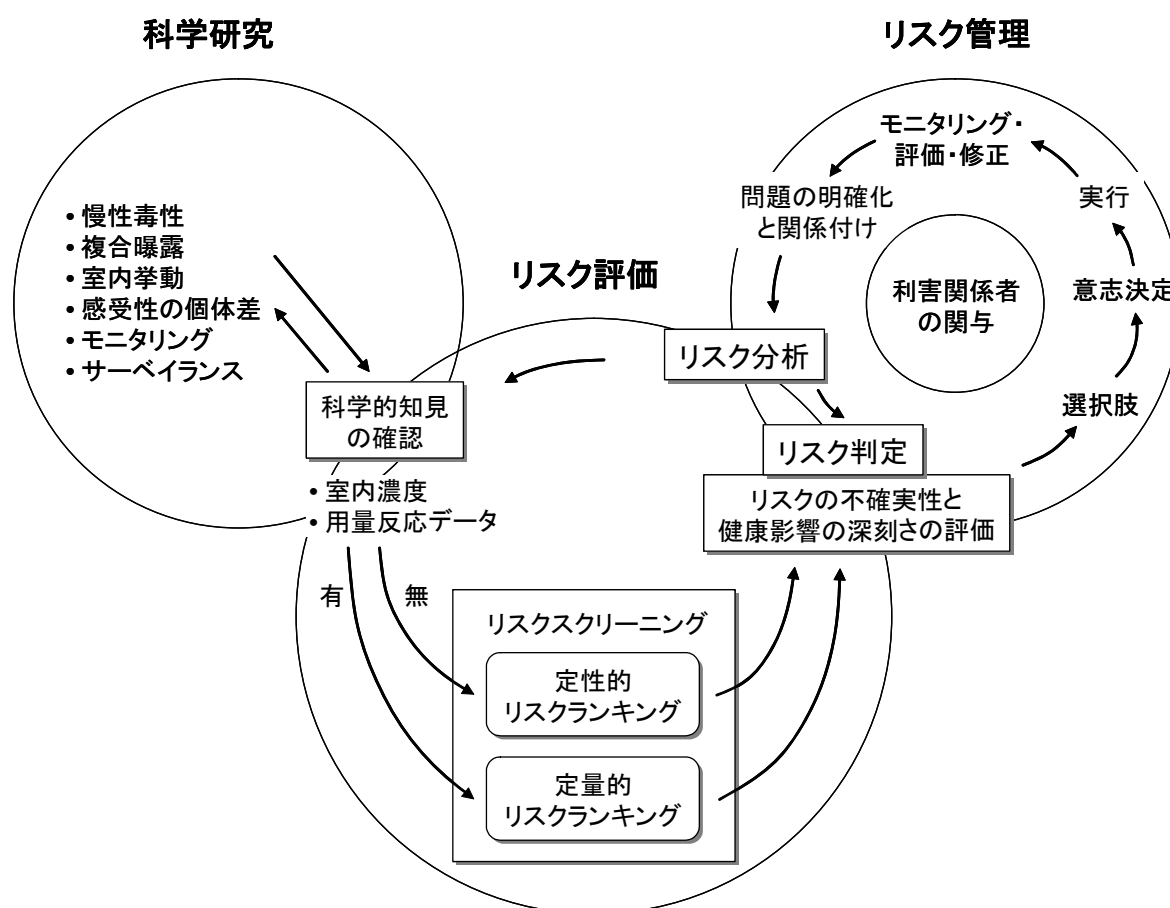 科学研究
リスク管理
リスク評価
• 慢性毒性
• 複合曝露
• 室内挙動
• 感受性の個体差
• モニタリング
• サーベイランス
科学的知見
の確認
• 室内濃度
• 用量反応データ
有
無
リスクスクリーニング
定性的
リスクランキング
定量的
リスクランキング
モニタリング・
評価・修正
問題の明確化
と関係付け
実行
利害関係者
の関与
意志決定
選択肢
リスク分析
リスク判定
リスクの不確実性と
健康影響の深刻さの評価